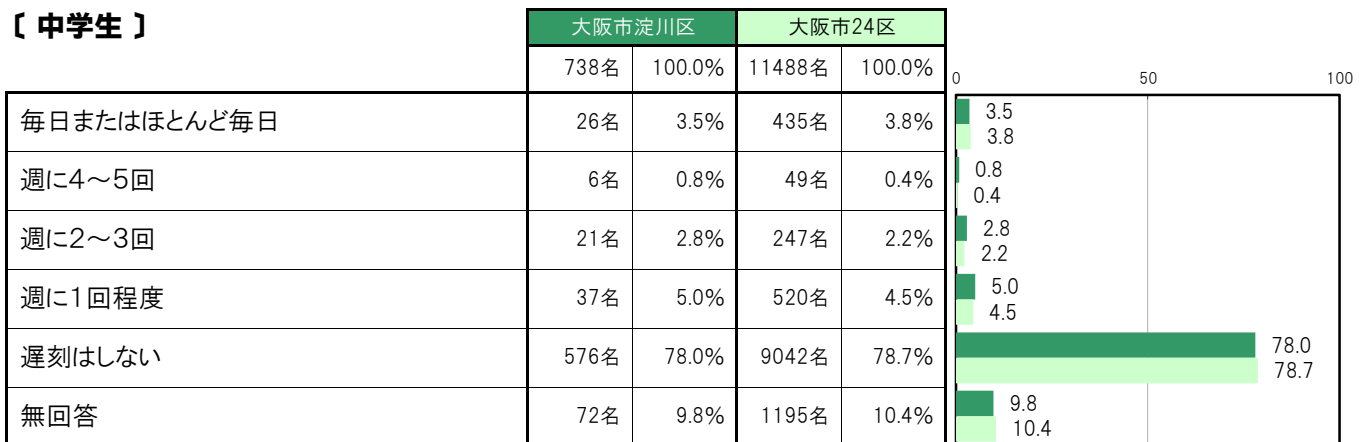 〔 中学生 〕
大阪市淀川区 大阪市24区
738名 100.0% 11488名 100.0%
0 50 100
毎日またはほとんど毎日 26名 3.5% 435名 3.8%
3.5
3.8
週に4～5回 6名 0.8% 49名 0.4%
0.8
0.4
週に2～3回 21名 2.8% 247名 2.2%
2.8
2.2
週に1回程度 37名 5.0% 520名 4.5%
5.0
4.5
遅刻はしない 576名 78.0% 9042名 78.7%
78.0
78.7
無回答 72名 9.8% 1195名 10.4%
9.8
10.4